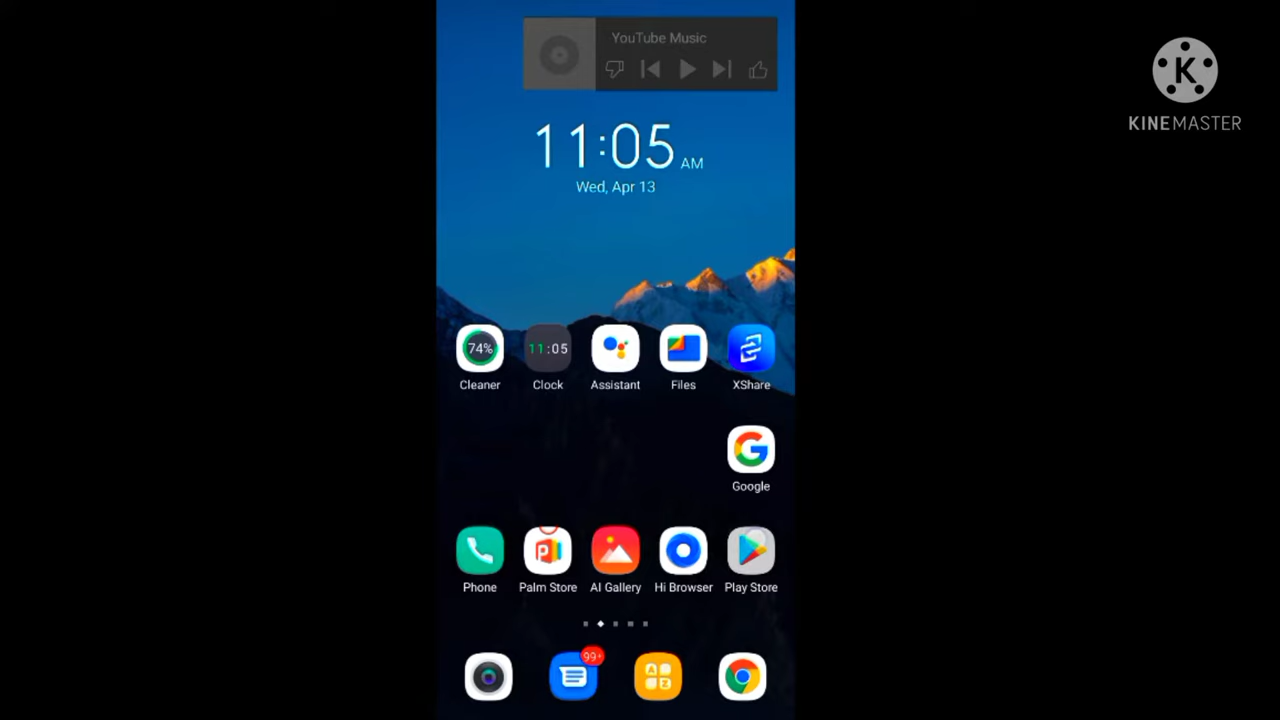 YouTube Music
K
KINEMASTER
11:05 AM
Wed, Apr 13
74%
11:05
Cleaner
Clock
Assistant
Files
XShare
G
Google
P
Phone
Palm Store
AI Gallery
Hi Browser
Play Store
99+
A
Z